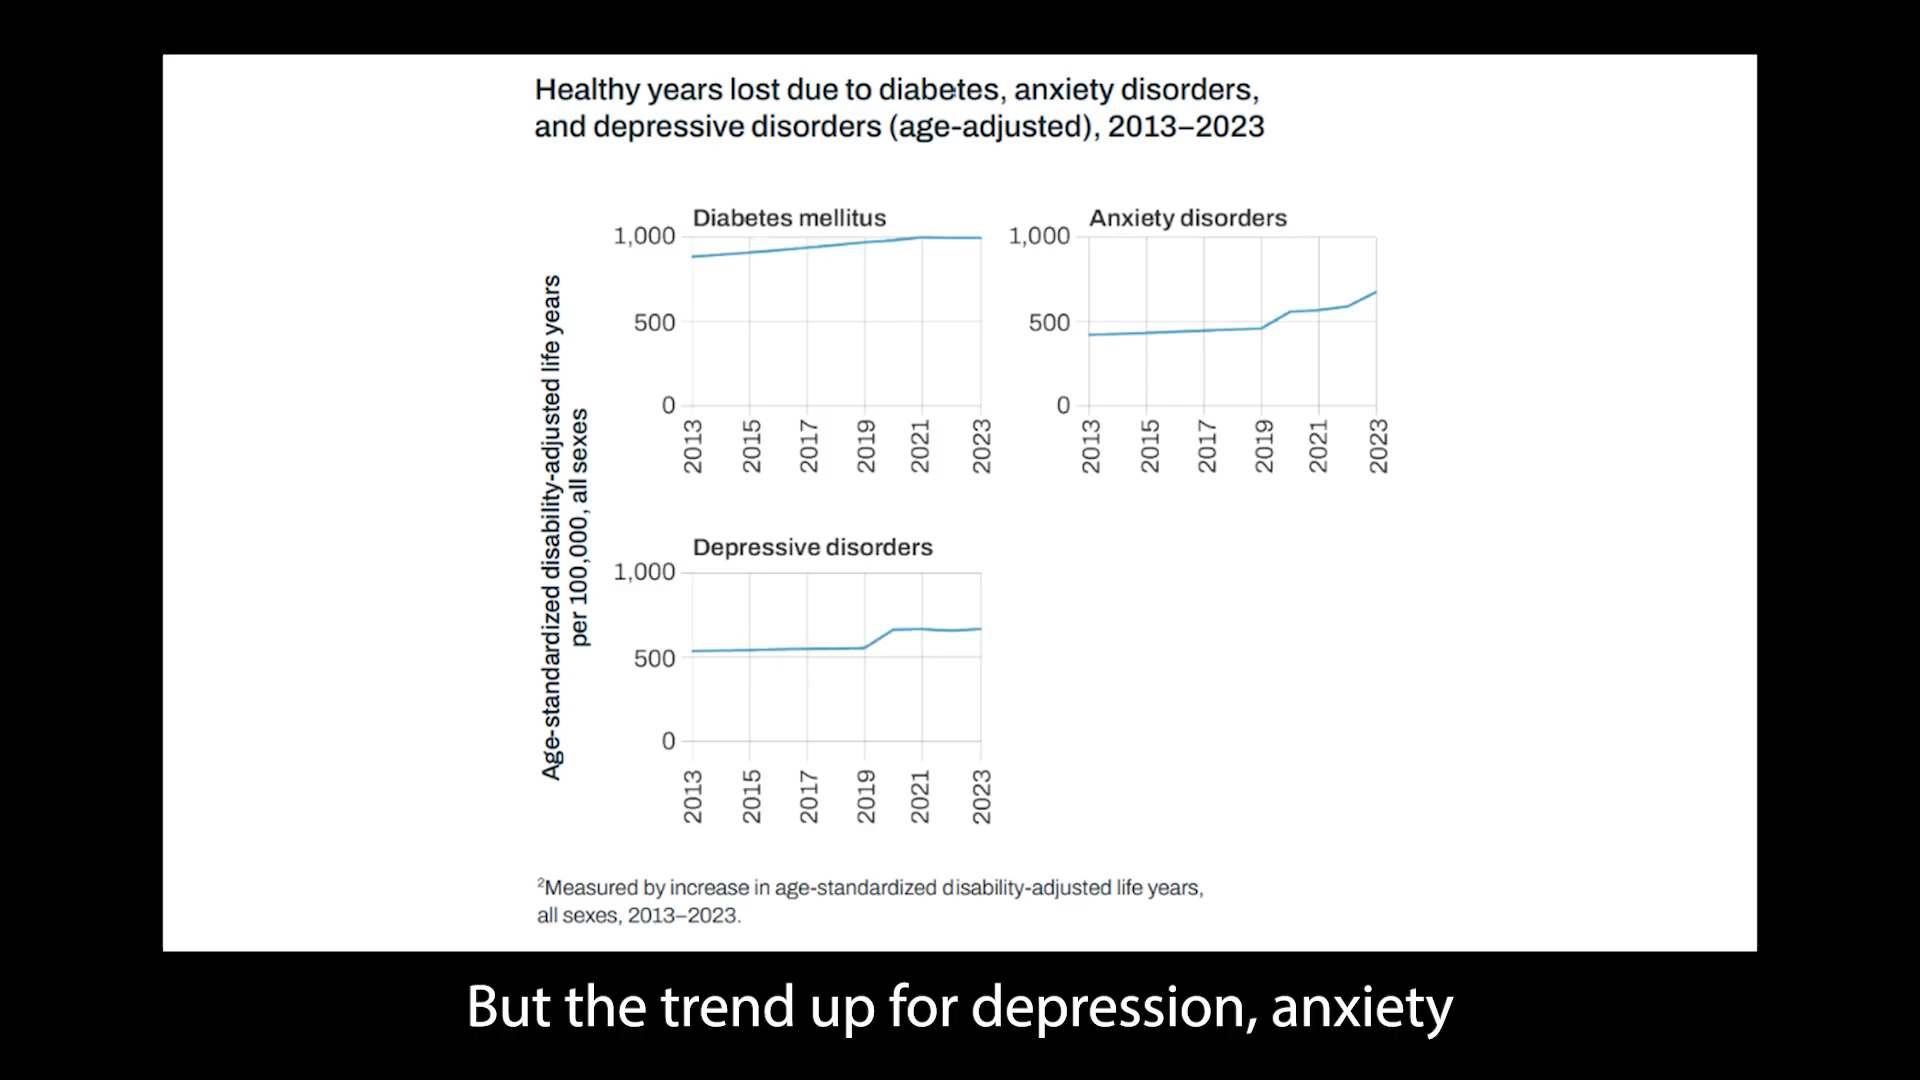 Healthy years lost due to diabetes, anxiety disorders,
and depressive disorders (age-adjusted), 2013–2023
Age-standardized disability-adjusted life years
per 100,000, all sexes
Diabetes mellitus
1,000
500
0
2013
2015
2017
2019
2021
2023
Anxiety disorders
1,000
500
0
2013
2015
2017
2019
2021
2023
Depressive disorders
1,000
500
0
2013
2015
2017
2019
2021
2023
²Measured by increase in age-standardized disability-adjusted life years,
all sexes, 2013–2023.
But the trend up for depression, anxiety